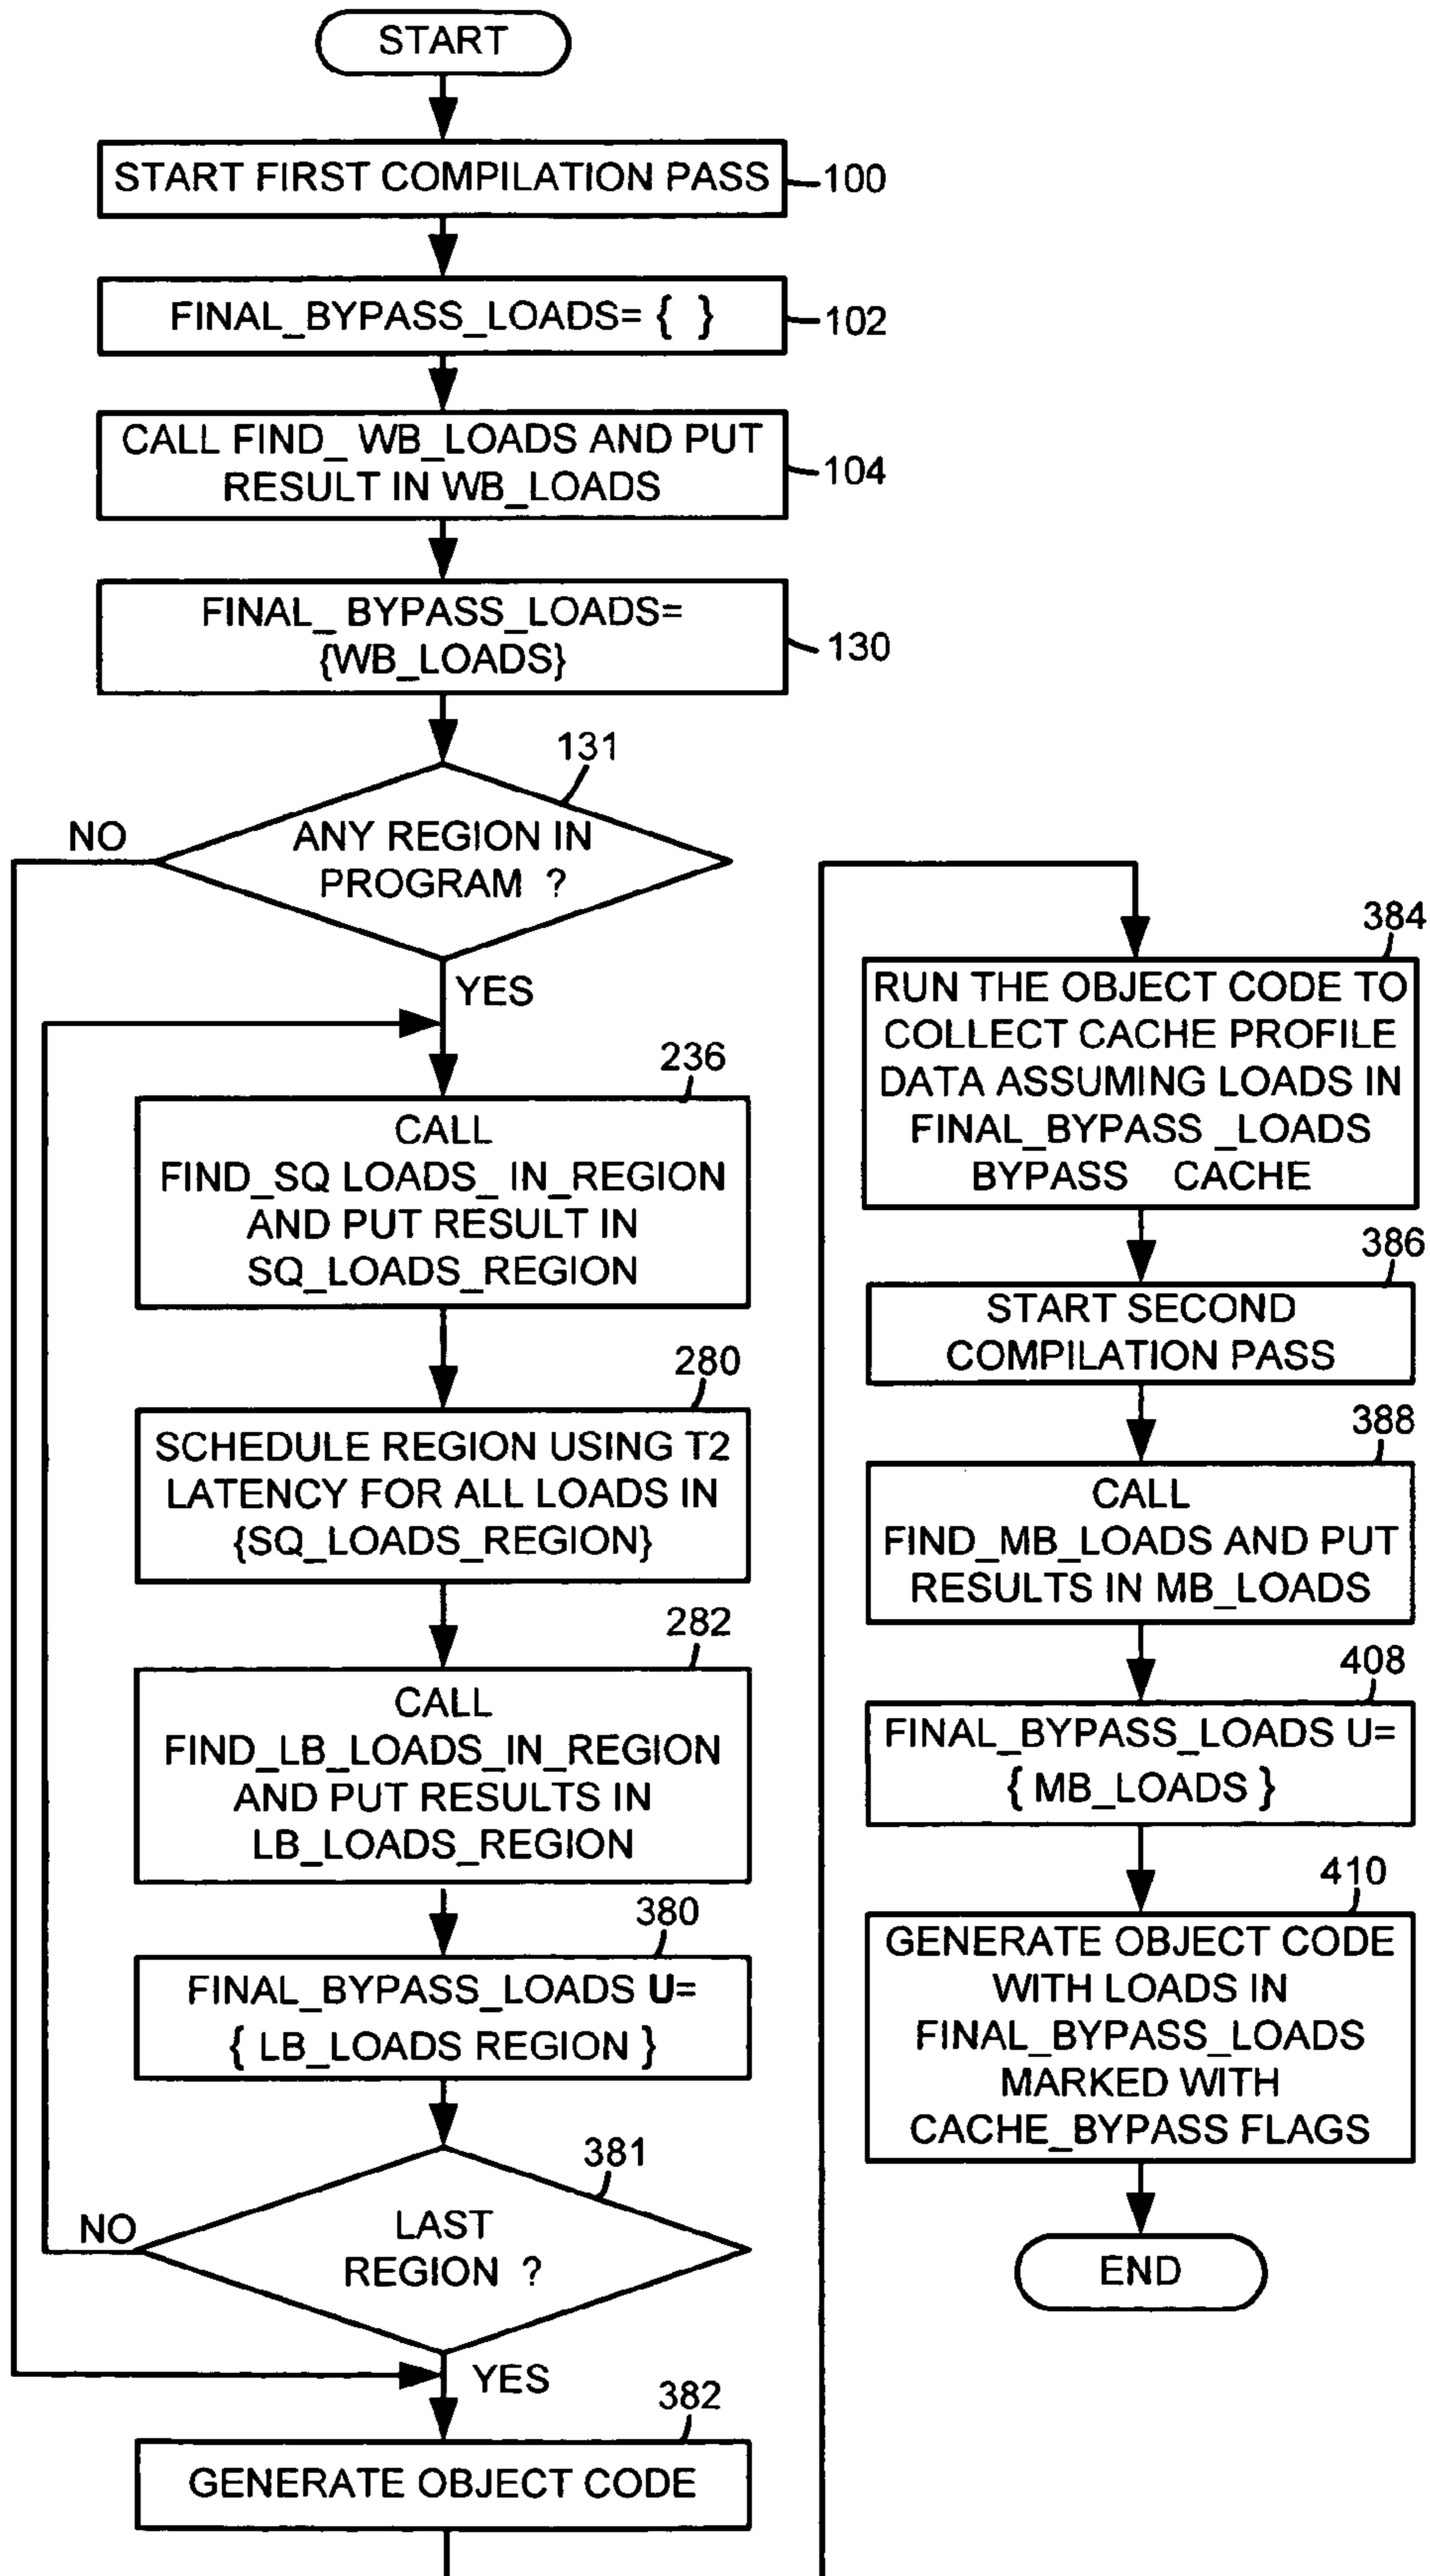 START
START FIRST COMPILATION PASS
100
FINAL_BYPASS_LOADS= { }
102
CALL FIND_ WB_LOADS AND PUT
RESULT IN WB_LOADS
104
FINAL_ BYPASS_LOADS=
{WB_LOADS}
130
131
ANY REGION IN
PROGRAM ?
NO
YES
236
CALL
FIND_SQ LOADS_ IN_REGION
AND PUT RESULT IN
SQ_LOADS_REGION
280
SCHEDULE REGION USING T2
LATENCY FOR ALL LOADS IN
{SQ_LOADS_REGION}
282
CALL
FIND_LB_LOADS_IN_REGION
AND PUT RESULTS IN
LB_LOADS_REGION
380
FINAL_BYPASS_LOADS U=
{ LB_LOADS REGION }
381
LAST
REGION ?
NO
YES
382
GENERATE OBJECT CODE
384
RUN THE OBJECT CODE TO
COLLECT CACHE PROFILE
DATA ASSUMING LOADS IN
FINAL_BYPASS _LOADS
BYPASS CACHE
386
START SECOND
COMPILATION PASS
388
CALL
FIND_MB_LOADS AND PUT
RESULTS IN MB_LOADS
408
FINAL_BYPASS_LOADS U=
{ MB_LOADS }
410
GENERATE OBJECT CODE
WITH LOADS IN
FINAL_BYPASS_LOADS
MARKED WITH
CACHE_BYPASS FLAGS
END